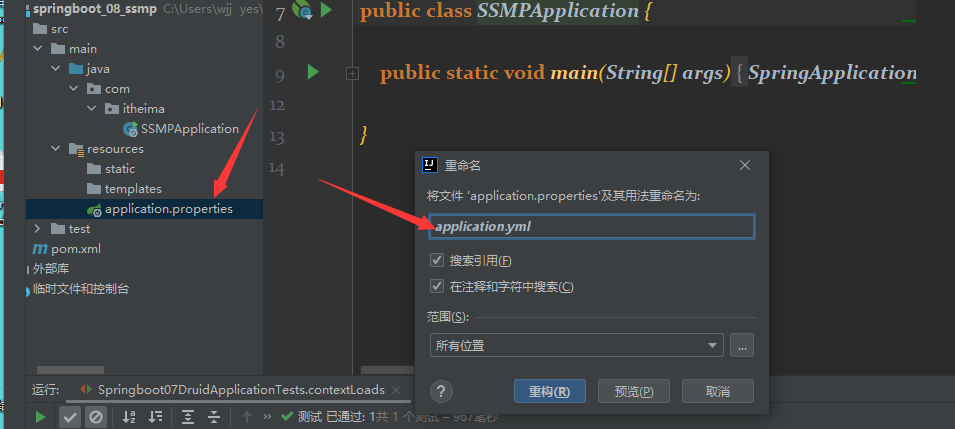 springboot_08_ssmp C:\Users\wjj yes\
src
main
java
com
itheima
SSMPApplication
resources
static
templates
application.properties
test
pom.xml
外部库
临时文件和控制台
7 public class SSMPApplication {
8
9 public static void main(String[] args) { SpringApplication
12
13 }
14
重命名
将文件 'application.properties'及其用法重命名为:
application.yml
搜索引用(F)
在注释和字符中搜索(C)
范围(S):
所有位置
...
? 重构(R) 预览(P) 取消
运行: Springboot07DruidApplicationTests.contextLoads
测试 已通过: 1共 1 个测试 – 967毫秒